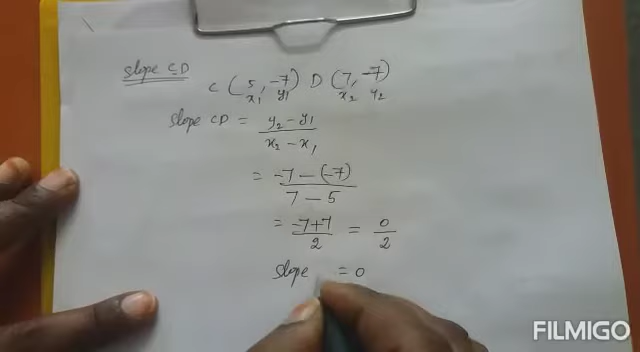 Slope CD
C (5, -7) D (7, -7)
x₁ y₁ x₂ y₂
Slope CD = y₂ - y₁ / x₂ - x₁
= -7 - (-7) / 7 - 5
= -7+7 / 2 = 0 / 2
Slope = 0
FILMIGO